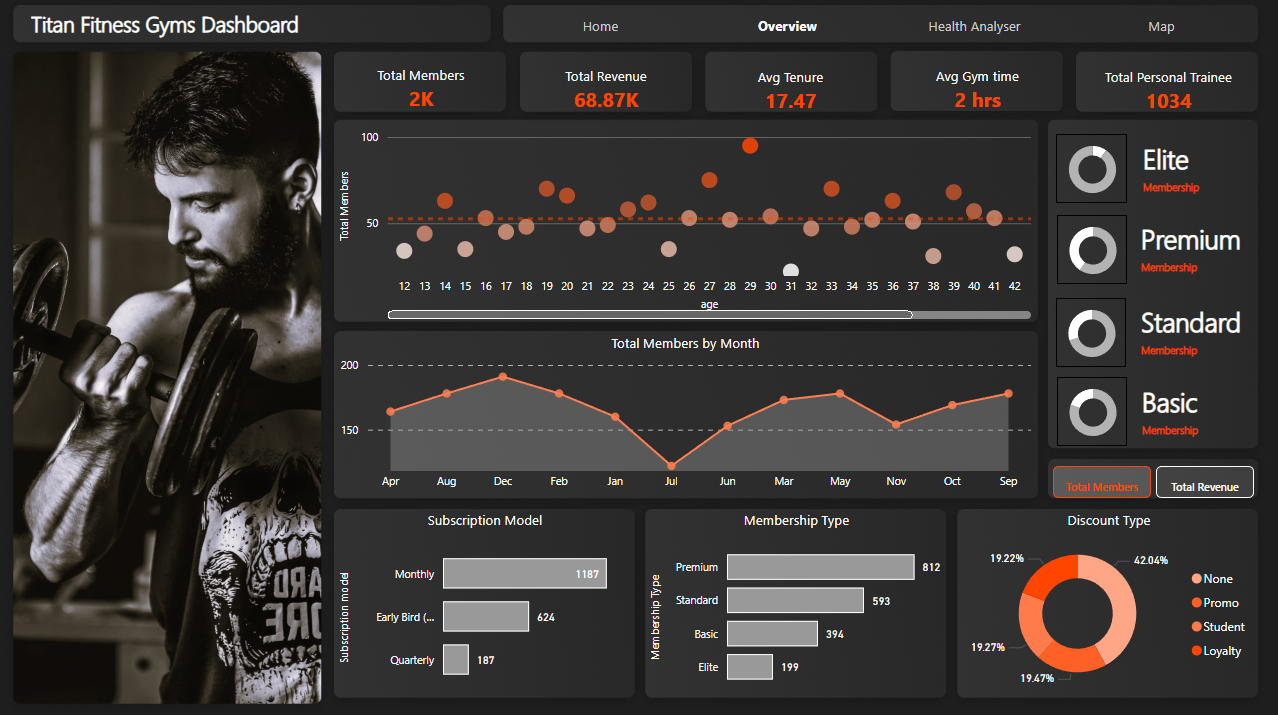 Titan Fitness Gyms Dashboard
Home Overview Health Analyser Map
Total Members
2K
Total Revenue
68.87K
Avg Tenure
17.47
Avg Gym time
2 hrs
Total Personal Trainee
1034
Total Members
100
50
12 13 14 15 16 17 18 19 20 21 22 23 24 25 26 27 28 29 30 31 32 33 34 35 36 37 38 39 40 41 42
age
Elite
Membership
Premium
Membership
Standard
Membership
Basic
Membership
Total Members by Month
200
150
Apr Aug Dec Feb Jan Jul Jun Mar May Nov Oct Sep
Total Members Total Revenue
Subscription Model
Subscription model
Monthly 1187
Early Bird (... 624
Quarterly 187
Membership Type
Membership Type
Premium 812
Standard 593
Basic 394
Elite 199
Discount Type
19.22%
42.04%
19.27%
19.47%
None
Promo
Student
Loyalty